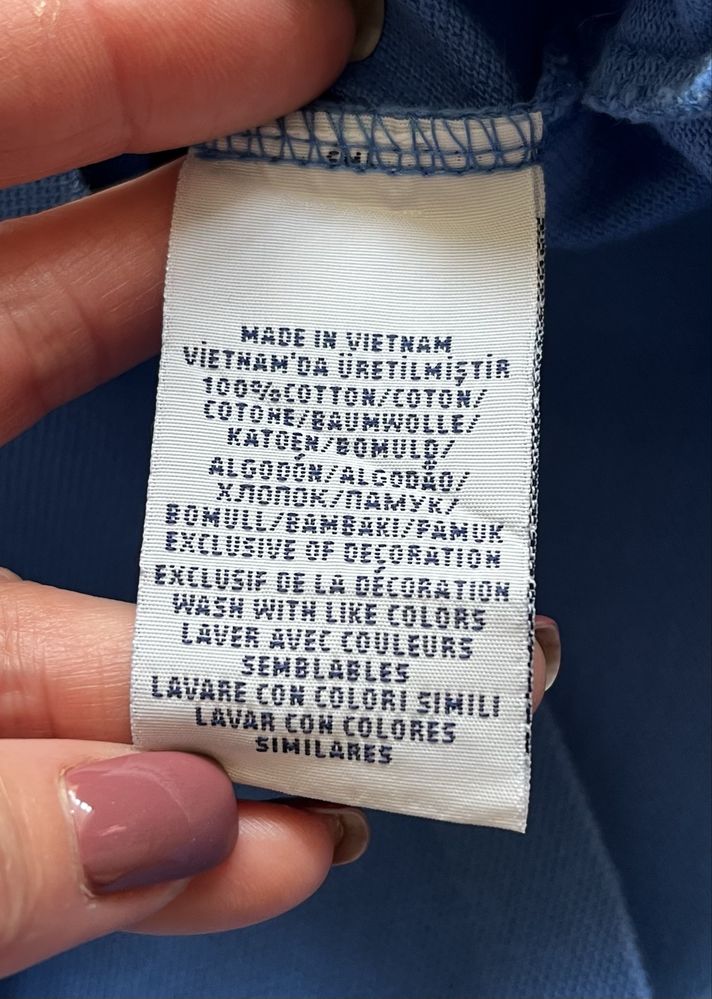 MADE IN VIETNAM
VİETNAM'DA ÜRETİLMİŞTİR
100%COTTON/COTON/
COTONE/BAUMWOLLE/
KATOEN/BOMULD/
ALGODÓN/ALGODÃO/
ХЛОПОК/ПАМУК/
BOMULL/BAMBAKI/PAMUK
EXCLUSIVE OF DECORATION
EXCLUSIF DE LA DÉCORATION
WASH WITH LIKE COLORS
LAVER AVEC COULEURS
SEMBLABLES
LAVARE CON COLORI SIMILI
LAVAR CON COLORES
SIMILARES